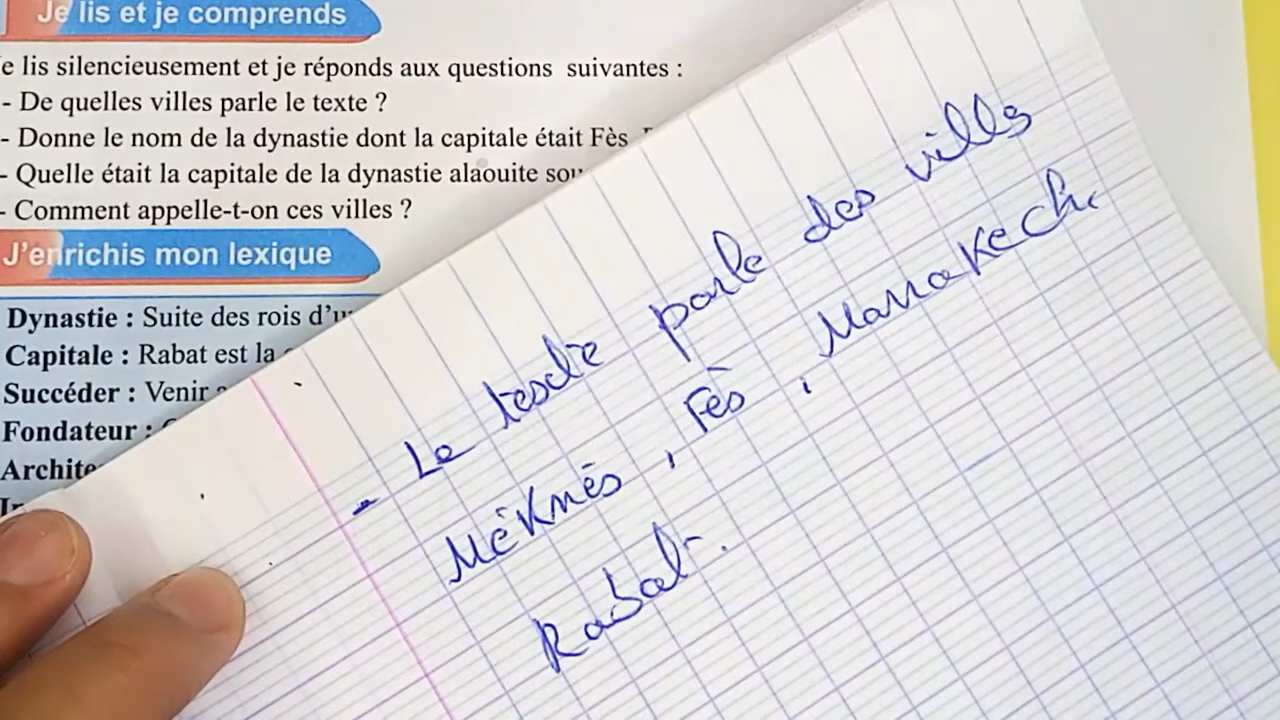 Je lis et je comprends
e lis silencieusement et je réponds aux questions suivantes :
- De quelles villes parle le texte ?
- Donne le nom de la dynastie dont la capitale était Fès
- Quelle était la capitale de la dynastie alaouite sou
- Comment appelle-t-on ces villes ?
J'enrichis mon lexique
Dynastie : Suite des rois d'u
Capitale : Rabat est la
Succéder : Venir
Fondateur :
Archite
- Le texte parle des villes
Méknès, Fès, Marrakech.
Rabat.